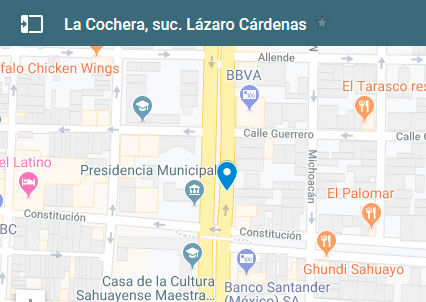 La Cochera, suc. Lázaro Cárdenas
Allende
falo Chicken Wings
BBVA
El Tarasco res
Calle Guerrero
el Latino
Presidencia Municipal
Michoacán
El Palomar
Constitución
BC
Constitución
Ghundi Sahuayo
Casa de la Cultura
Sahuayense Maestra...
Banco Santander
(México) SA